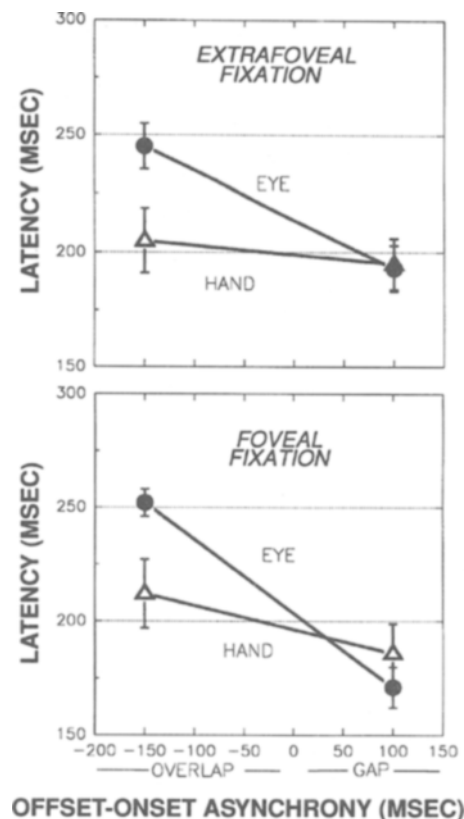 300
EXTRAFOVEAL
FIXATION
250
EYE
200
HAND
150
LATENCY (MSEC)
300
FOVEAL
FIXATION
250
EYE
200
HAND
150
LATENCY (MSEC)
-200 -150 -100 -50 0 50 100 150
OVERLAP GAP
OFFSET-ONSET ASYNCHRONY (MSEC)